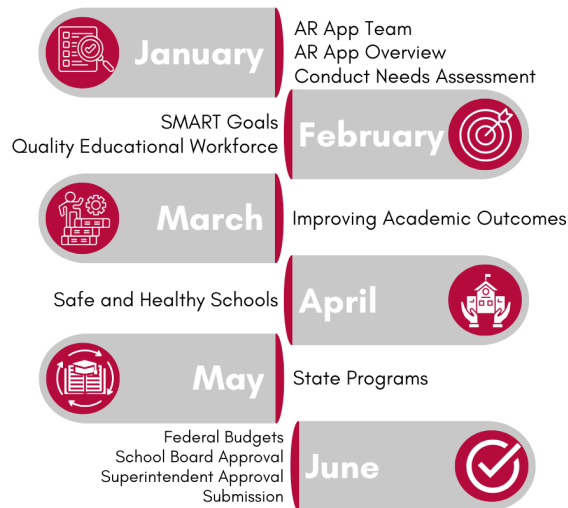 January
AR App Team
AR App Overview
Conduct Needs Assessment
SMART Goals
Quality Educational Workforce
February
March
Improving Academic Outcomes
Safe and Healthy Schools
April
May
State Programs
Federal Budgets
School Board Approval
Superintendent Approval
Submission
June